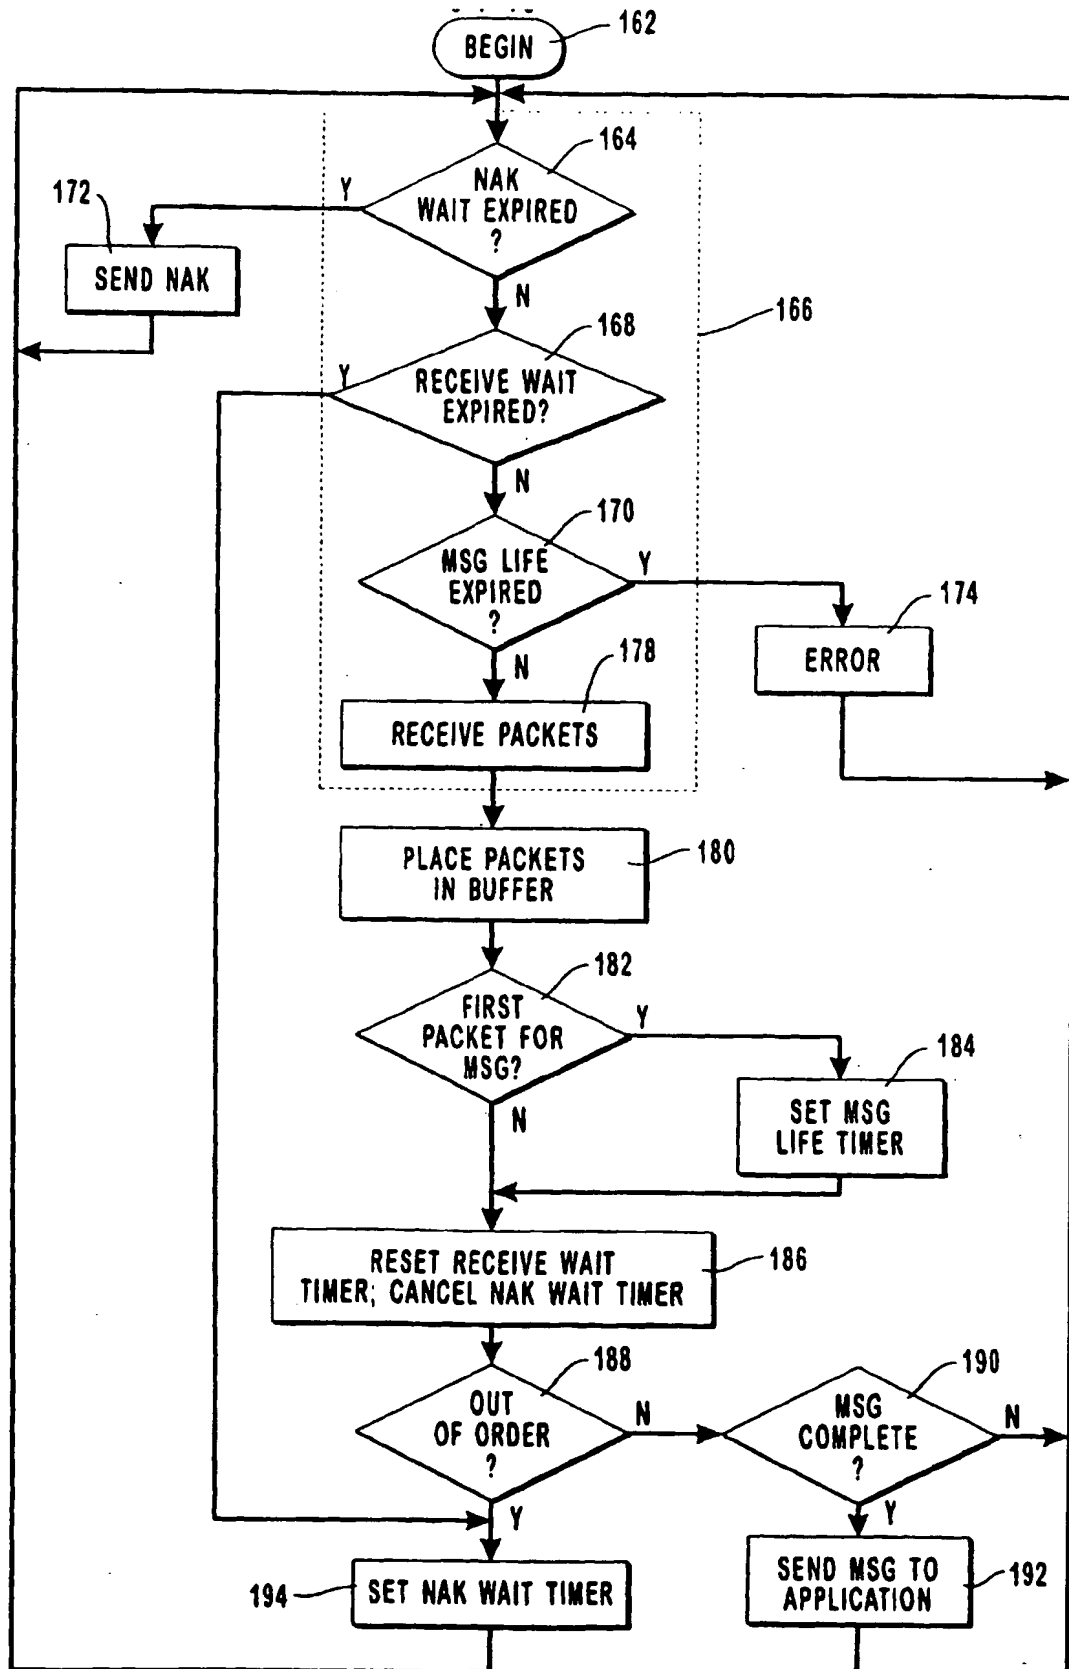 BEGIN
162
164
NAK
WAIT EXPIRED
?
Y
172
SEND NAK
N
166
168
Y
RECEIVE WAIT
EXPIRED?
N
170
MSG LIFE
EXPIRED
?
Y
174
ERROR
N
178
RECEIVE PACKETS
PLACE PACKETS
IN BUFFER
180
182
FIRST
PACKET FOR
MSG?
Y
184
SET MSG
LIFE TIMER
N
RESET RECEIVE WAIT
TIMER; CANCEL NAK WAIT TIMER
186
188
OUT
OF ORDER
?
N
190
MSG
COMPLETE
?
N
Y
Y
194
SET NAK WAIT TIMER
SEND MSG TO
APPLICATION
192